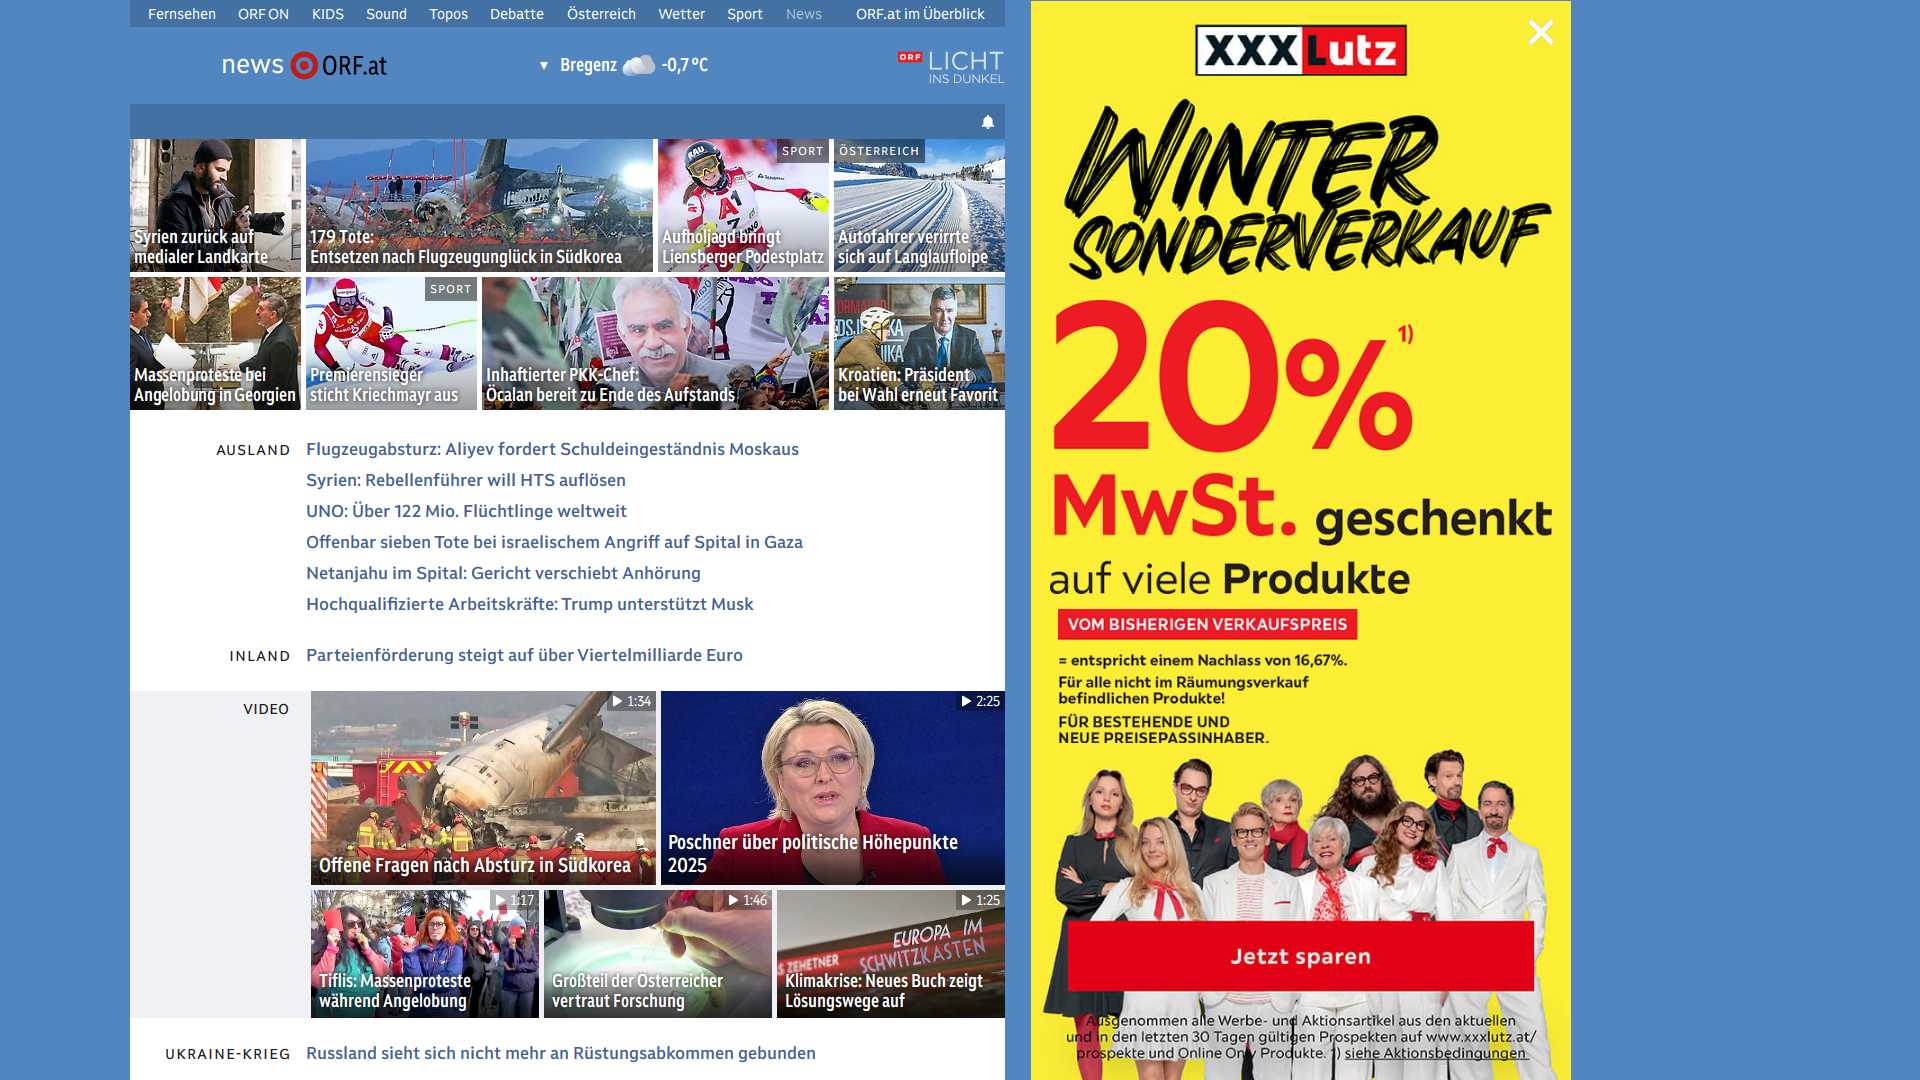 Fernsehen ORF ON KIDS Sound Topos Debatte Österreich Wetter Sport News ORF.at im Überblick
news ORF.at
▼ Bregenz -0,7 °C
ORF LICHT
INS DUNKEL
Syrien zurück auf
medialer Landkarte
179 Tote:
Entsetzen nach Flugzeugunglück in Südkorea
SPORT
Aufholjagd bringt
Liensberger Podestplatz
ÖSTERREICH
Autofahrer verirrte
sich auf Langlaufloipe
Massenproteste bei
Angelobung in Georgien
SPORT
Premierensieger
sticht Kriechmayr aus
Inhaftierter PKK-Chef:
Öcalan bereit zu Ende des Aufstands
Kroatien: Präsident
bei Wahl erneut Favorit
AUSLAND
Flugzeugabsturz: Aliyev fordert Schuldeingeständnis Moskaus
Syrien: Rebellenführer will HTS auflösen
UNO: Über 122 Mio. Flüchtlinge weltweit
Offenbar sieben Tote bei israelischem Angriff auf Spital in Gaza
Netanjahu im Spital: Gericht verschiebt Anhörung
Hochqualifizierte Arbeitskräfte: Trump unterstützt Musk
INLAND
Parteienförderung steigt auf über Viertelmilliarde Euro
VIDEO
1:34
Offene Fragen nach Absturz in Südkorea
2:25
Poschner über politische Höhepunkte
2025
1:17
Tiflis: Massenproteste
während Angelobung
1:46
Großteil der Österreicher
vertraut Forschung
1:25
EUROPA IM
SCHWITZKASTEN
ZEHETNER
Klimakrise: Neues Buch zeigt
Lösungswege auf
UKRAINE-KRIEG
Russland sieht sich nicht mehr an Rüstungsabkommen gebunden
XXXLutz
WINTER
SONDERVERKAUF
20% 1)
MwSt. geschenkt
auf viele Produkte
VOM BISHERIGEN VERKAUFSPREIS
= entspricht einem Nachlass von 16,67%.
Für alle nicht im Räumungsverkauf
befindlichen Produkte!
FÜR BESTEHENDE UND
NEUE PREISEPASSINHABER.
Jetzt sparen
Ausgenommen alle Werbe- und Aktionsartikel aus den aktuellen
und in den letzten 30 Tagen gültigen Prospekten auf www.xxxlutz.at/
prospekte und Online Only Produkte. 1) siehe Aktionsbedingungen